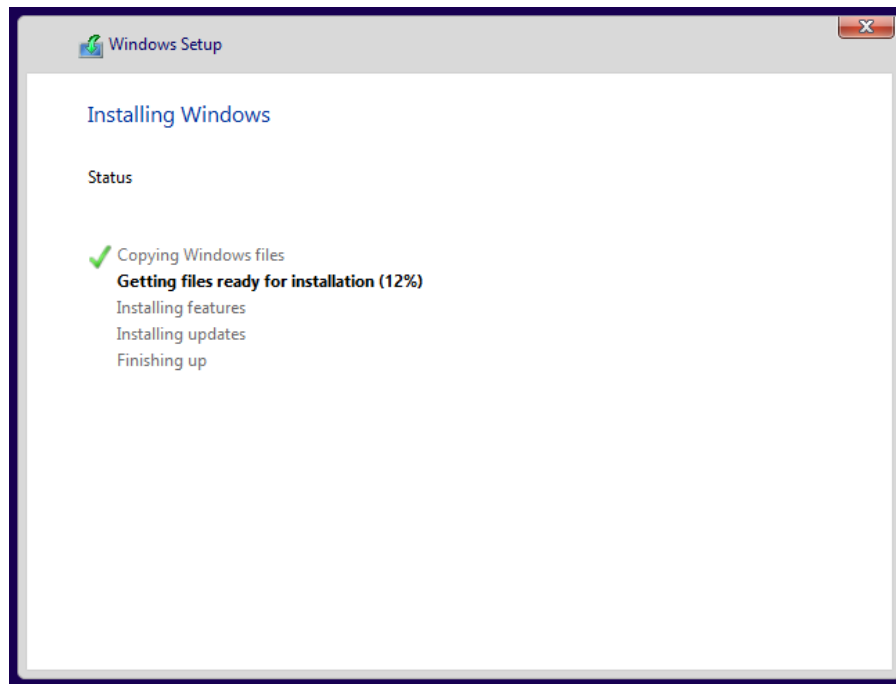 Windows Setup
Installing Windows
Status
Copying Windows files
Getting files ready for installation (12%)
Installing features
Installing updates
Finishing up